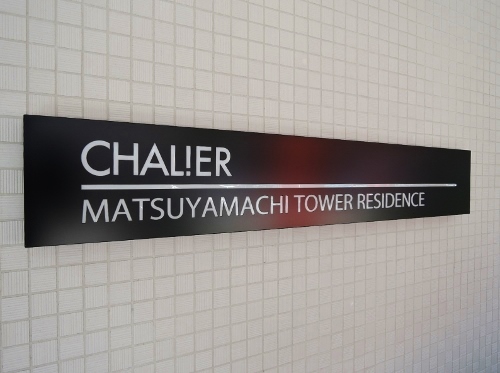 CHAL!ER
MATSUYAMACHI TOWER RESIDENCE